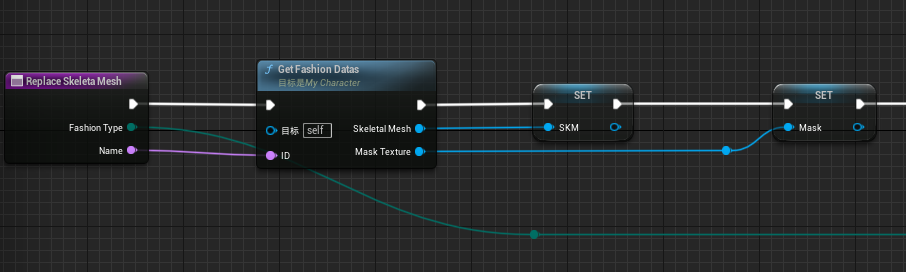 Replace Skeleta Mesh
Fashion Type
Name
f Get Fashion Datas
目标是My Character
目标 self
ID
Skeletal Mesh
Mask Texture
SET
SKM
SET
Mask